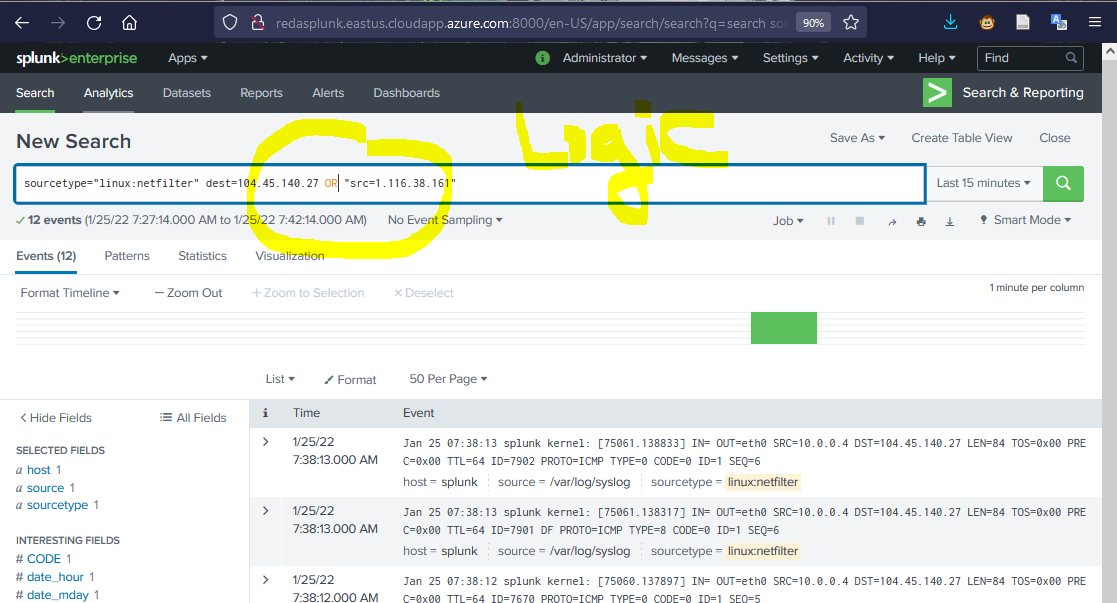 redasplunk.eastus.cloudapp.azure.com:8000/en-US/app/search/search?q=search sou
90%
splunk>enterprise Apps Administrator Messages Settings Activity Help Find
Search Analytics Datasets Reports Alerts Dashboards Search & Reporting
Logic
New Search Save As Create Table View Close
sourcetype="linux:netfilter" dest=104.45.140.27 OR "src=1.116.38.161" Last 15 minutes
12 events (1/25/22 7:27:14.000 AM to 1/25/22 7:42:14.000 AM) No Event Sampling Job Smart Mode
Events (12) Patterns Statistics Visualization
Format Timeline — Zoom Out + Zoom to Selection × Deselect 1 minute per column
List Format 50 Per Page
< Hide Fields All Fields
i Time Event
SELECTED FIELDS
a host 1
a source 1
a sourcetype 1
INTERESTING FIELDS
# CODE 1
# date_hour 1
# date_mday 1
1/25/22
7:38:13.000 AM
Jan 25 07:38:13 splunk kernel: [75061.138833] IN= OUT=eth0 SRC=10.0.0.4 DST=104.45.140.27 LEN=84 TOS=0x00 PRE
C=0x00 TTL=64 ID=7902 PROTO=ICMP TYPE=0 CODE=0 ID=1 SEQ=6
host = splunk source = /var/log/syslog sourcetype = linux:netfilter
1/25/22
7:38:13.000 AM
Jan 25 07:38:13 splunk kernel: [75061.138317] IN= OUT=eth0 SRC=10.0.0.4 DST=104.45.140.27 LEN=84 TOS=0x00 PRE
C=0x00 TTL=64 ID=7901 DF PROTO=ICMP TYPE=8 CODE=0 ID=1 SEQ=6
host = splunk source = /var/log/syslog sourcetype = linux:netfilter
1/25/22
7:38:12.000 AM
Jan 25 07:38:12 splunk kernel: [75060.137897] IN= OUT=eth0 SRC=10.0.0.4 DST=104.45.140.27 LEN=84 TOS=0x00 PRE
C=0x00 TTL=64 ID=7670 PROTO=ICMP TYPE=0 CODE=0 ID=1 SEQ=5